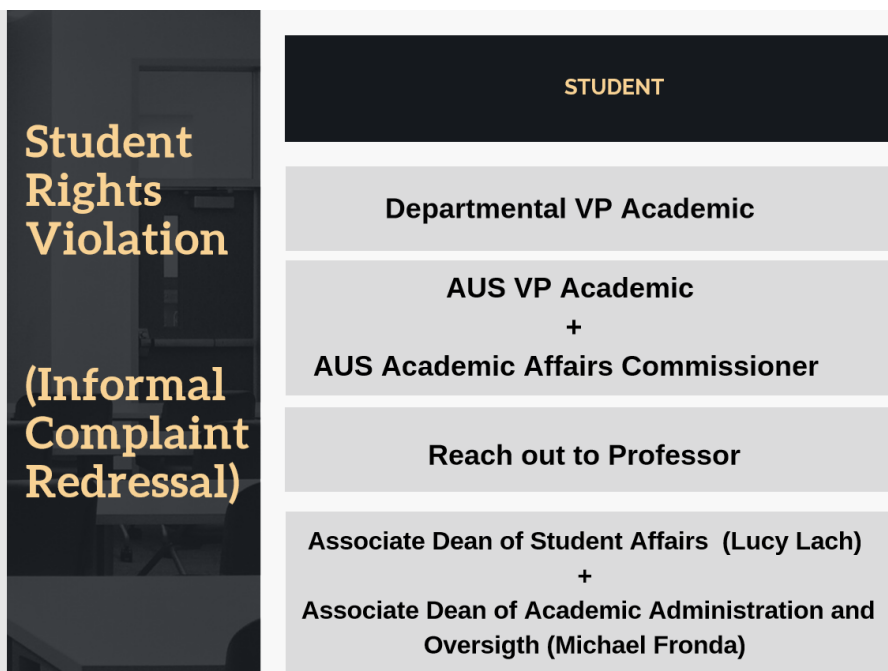 Student
Rights
Violation
(Informal
Complaint
Redressal)
STUDENT
Departmental VP Academic
AUS VP Academic
+
AUS Academic Affairs Commissioner
Reach out to Professor
Associate Dean of Student Affairs (Lucy Lach)
+
Associate Dean of Academic Administration and
Oversigth (Michael Fronda)